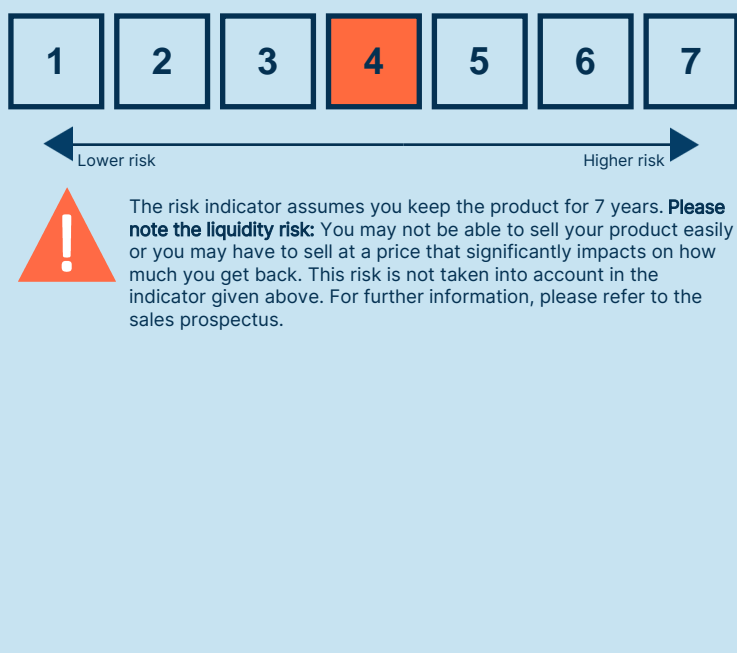 1 2 3 4 5 6 7
Lower risk Higher risk
The risk indicator assumes you keep the product for 7 years. Please
note the liquidity risk: You may not be able to sell your product easily
or you may have to sell at a price that significantly impacts on how
much you get back. This risk is not taken into account in the
indicator given above. For further information, please refer to the
sales prospectus.